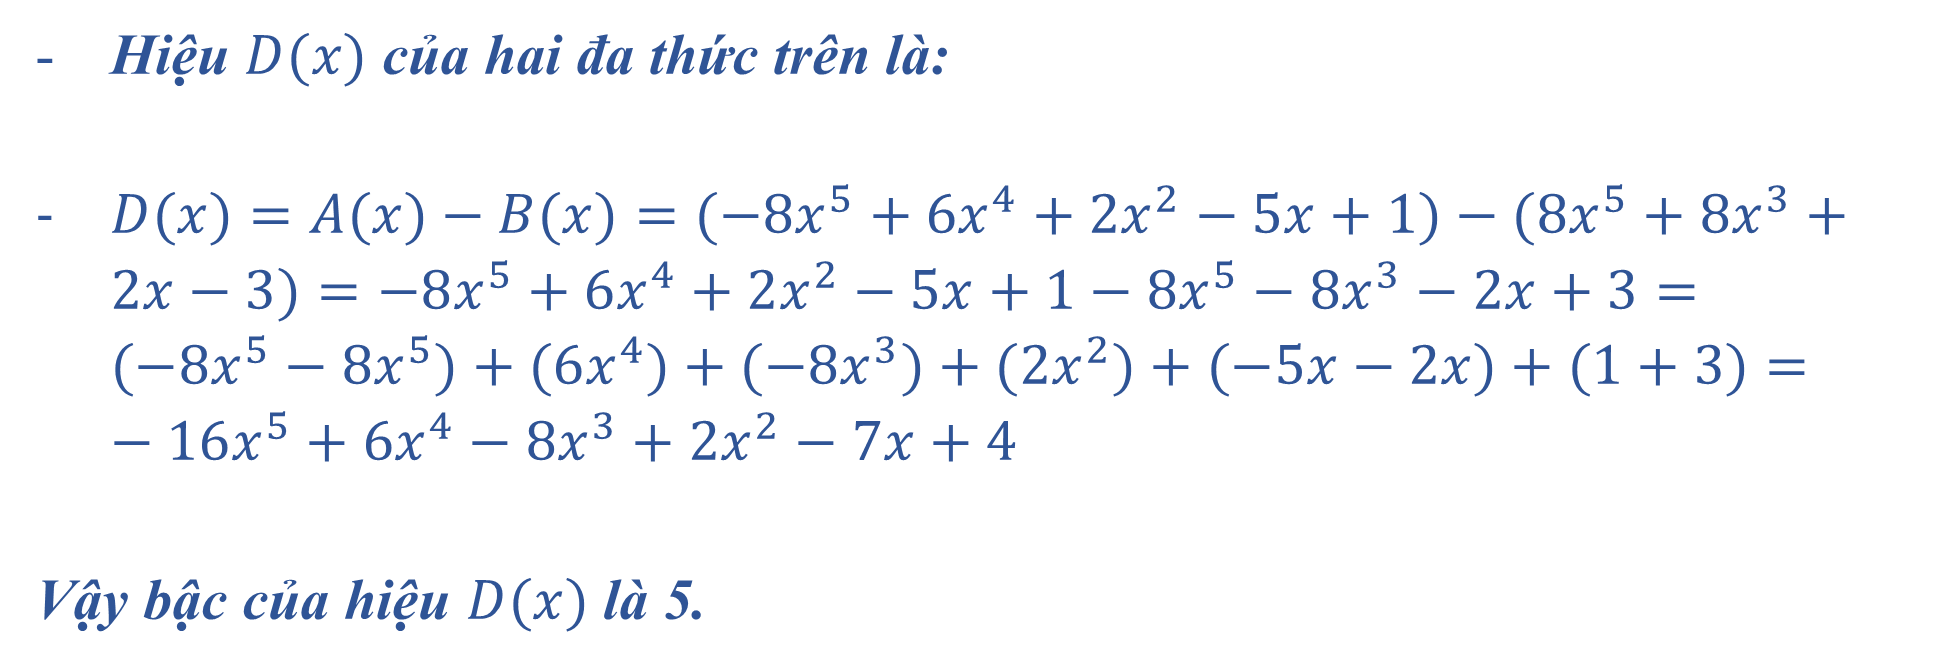 - Hiệu D(x) của hai đa thức trên là:
- D(x) = A(x) − B(x) = (−8x⁵ + 6x⁴ + 2x² − 5x + 1) − (8x⁵ + 8x³ +
2x − 3) = −8x⁵ + 6x⁴ + 2x² − 5x + 1 − 8x⁵ − 8x³ − 2x + 3 =
(−8x⁵ − 8x⁵) + (6x⁴) + (−8x³) + (2x²) + (−5x − 2x) + (1 + 3) =
− 16x⁵ + 6x⁴ − 8x³ + 2x² − 7x + 4
Vậy bậc của hiệu D(x) là 5.